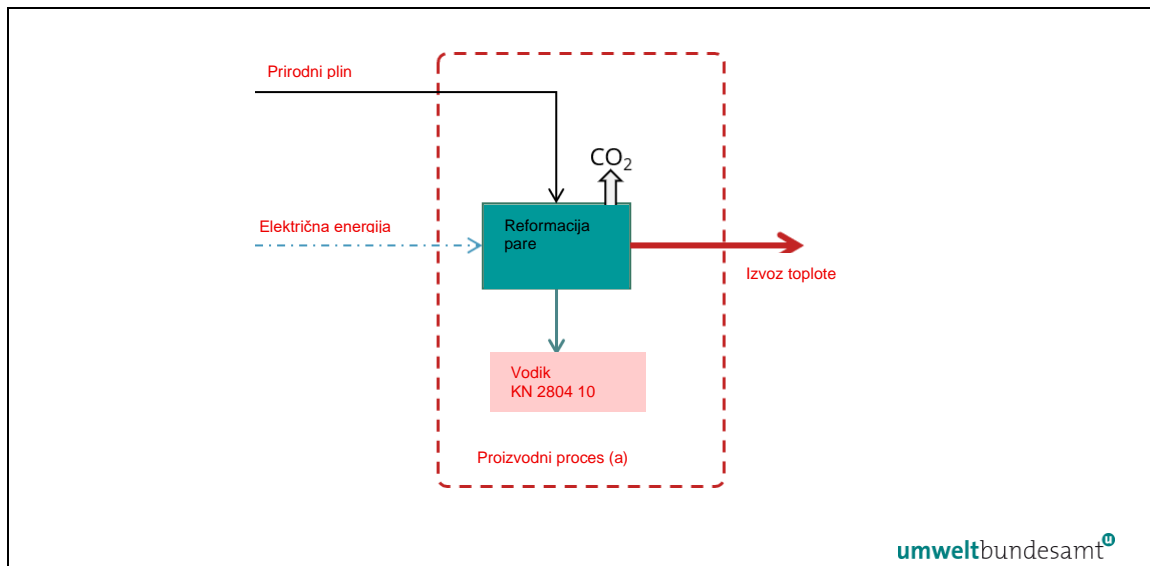 Prirodni plin
CO₂
Električna energija
Reformacija
pare
Izvoz toplote
Vodik
KN 2804 10
Proizvodni proces (a)
umweltbundesamt